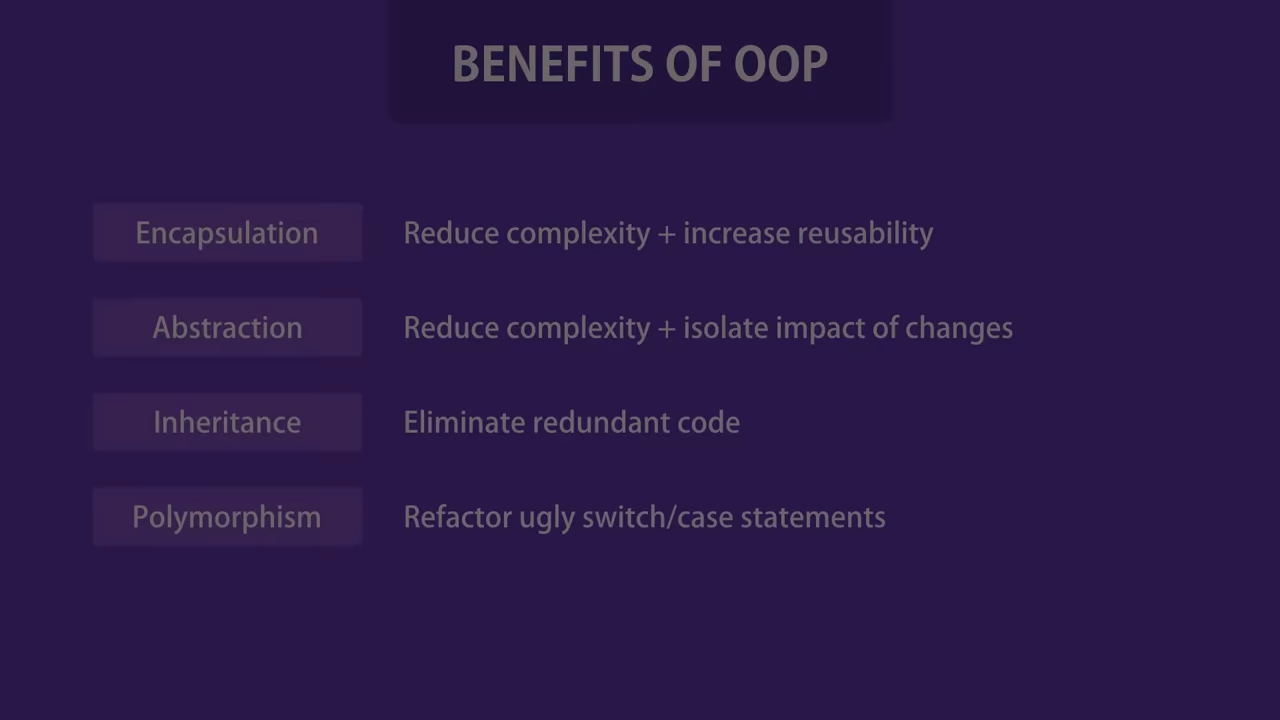 BENEFITS OF OOP
Encapsulation Reduce complexity + increase reusability
Abstraction Reduce complexity + isolate impact of changes
Inheritance Eliminate redundant code
Polymorphism Refactor ugly switch/case statements